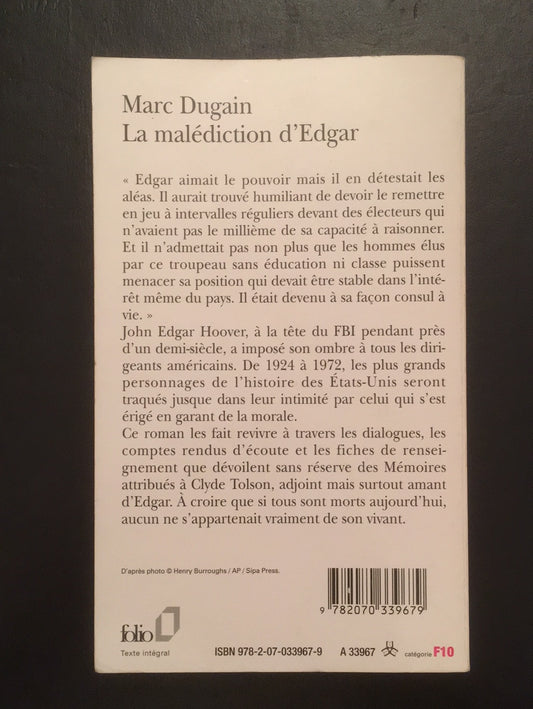 Marc Dugain
La malédiction d'Edgar
« Edgar aimait le pouvoir mais il en détestait les
aléas. Il aurait trouvé humiliant de devoir le remettre
en jeu à intervalles réguliers devant des électeurs qui
n'avaient pas le millième de sa capacité à raisonner.
Et il n'admettait pas non plus que les hommes élus
par ce troupeau sans éducation ni classe puissent
menacer sa position qui devait être stable dans l'inté-
rêt même du pays. Il était devenu à sa façon consul à
vie. »
John Edgar Hoover, à la tête du FBI pendant près
d'un demi-siècle, a imposé son ombre à tous les diri-
geants américains. De 1924 à 1972, les plus grands
personnages de l'histoire des États-Unis seront
traqués jusque dans leur intimité par celui qui s'est
érigé en garant de la morale.
Ce roman les fait revivre à travers les dialogues, les
comptes rendus d'écoute et les fiches de rensei-
gnement que dévoilent sans réserve des Mémoires
attribués à Clyde Tolson, adjoint mais surtout amant
d'Edgar. À croire que si tous sont morts aujourd'hui,
aucun ne s'appartenait vraiment de son vivant.
D'après photo © Henry Burroughs / AP / Sipa Press.
9 782070 339679
folio
Texte intégral
ISBN 978-2-07-033967-9 A 33967 catégorie F10